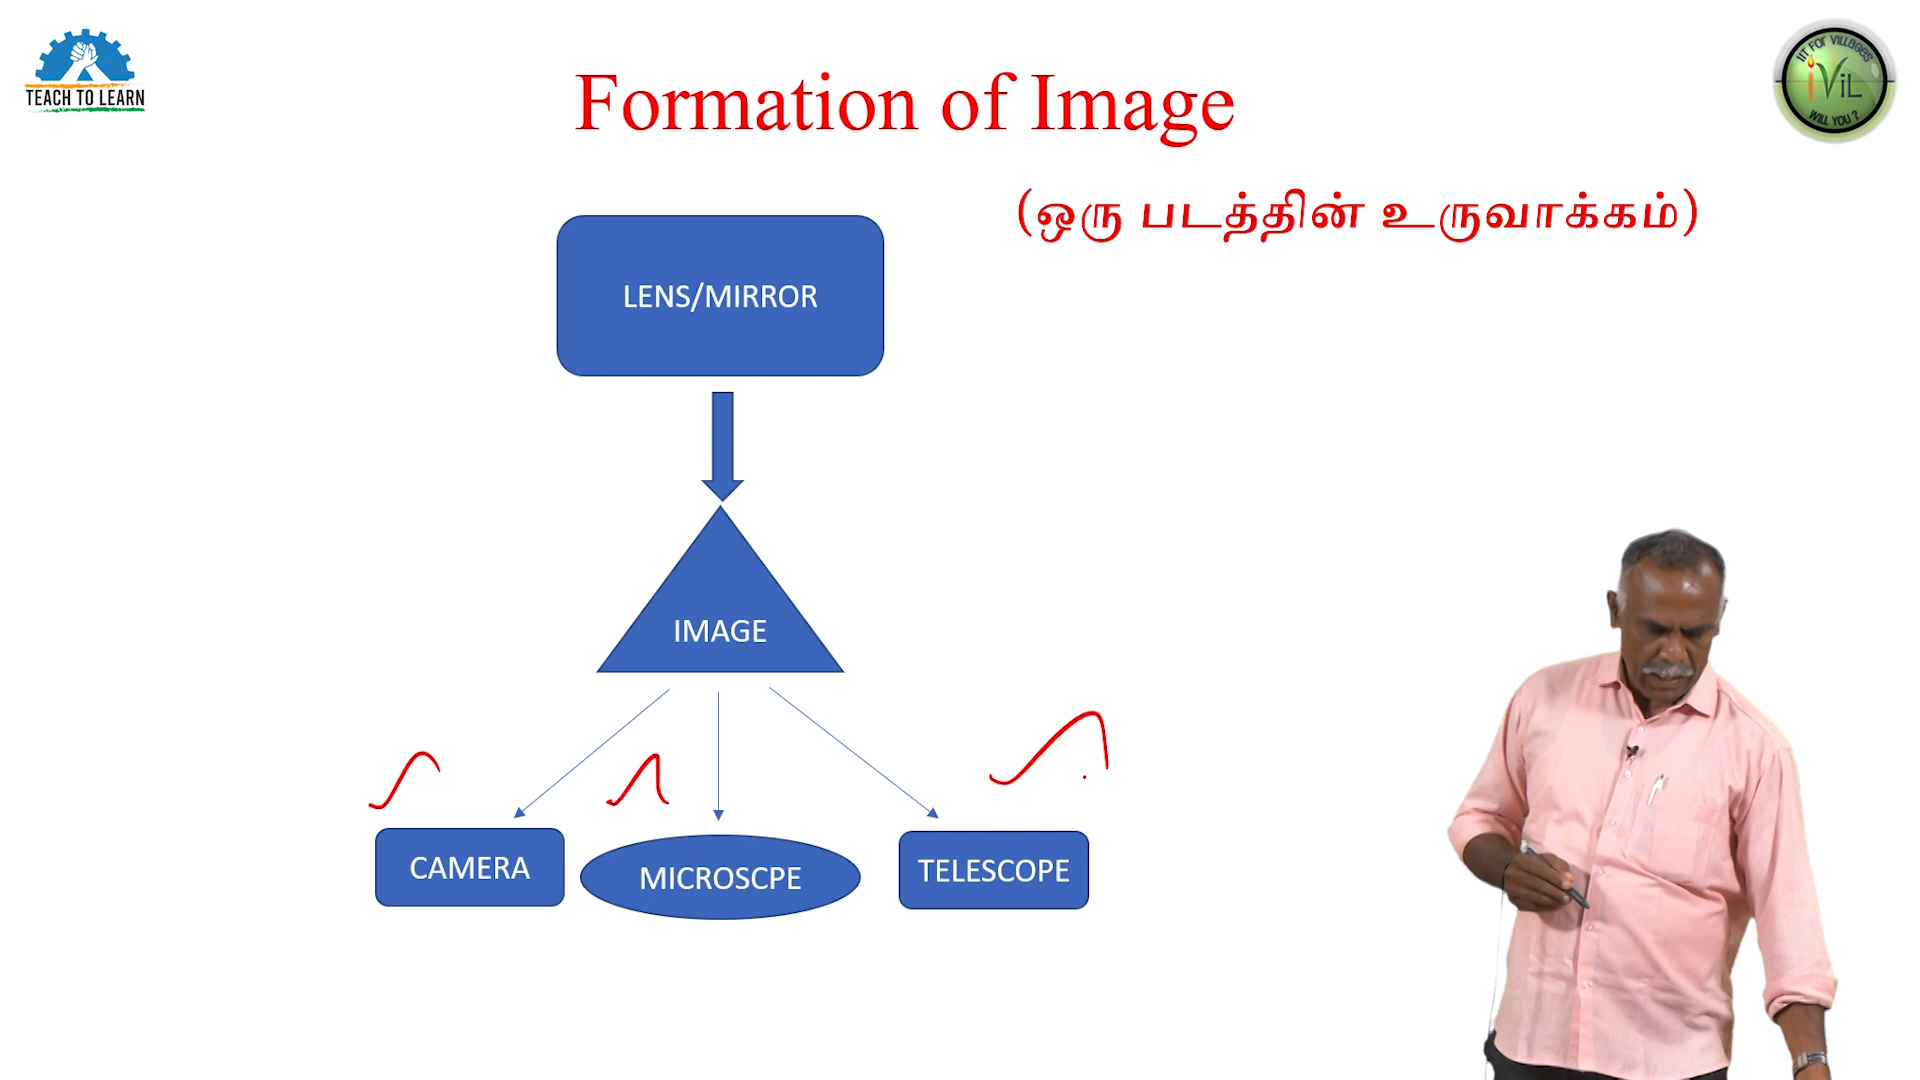 TEACH TO LEARN
IIT FOR VILLAGES
iViL
WILL YOU ?
Formation of Image
(ஒரு படத்தின் உருவாக்கம்)
LENS/MIRROR
IMAGE
CAMERA
MICROSCPE
TELESCOPE